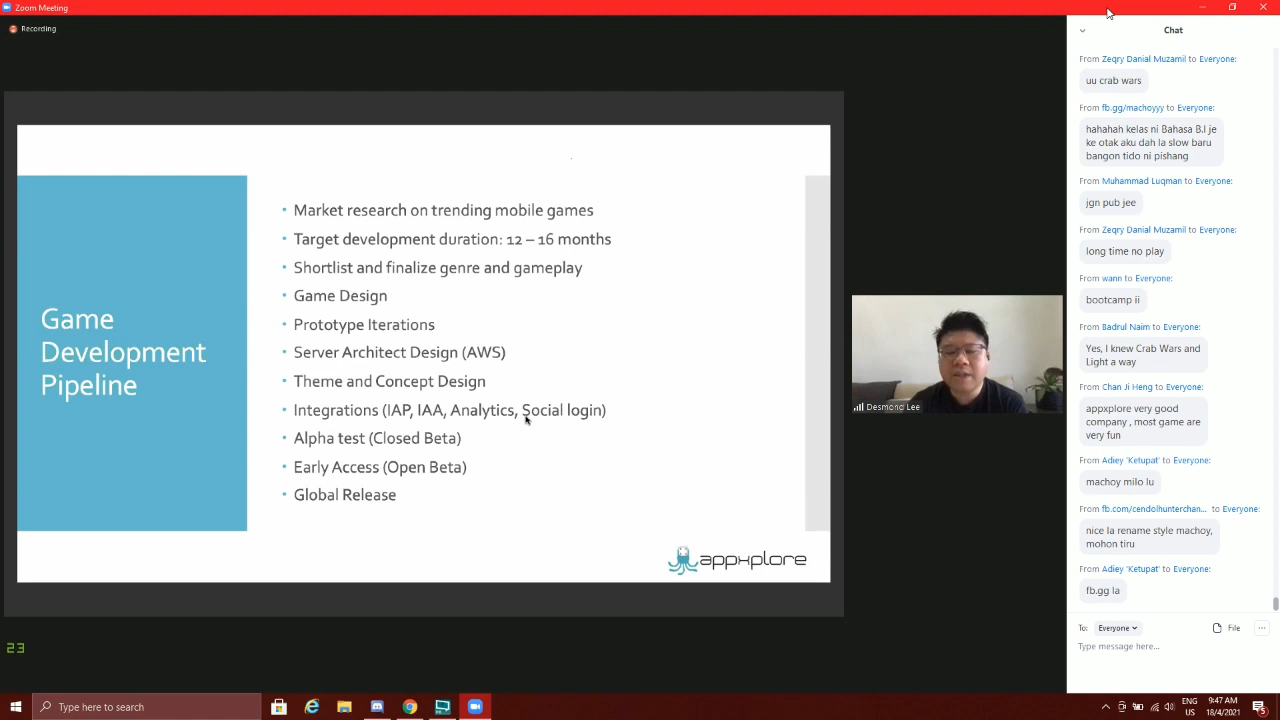 Zoom Meeting
Recording
Game
Development
Pipeline
• Market research on trending mobile games
• Target development duration: 12 – 16 months
• Shortlist and finalize genre and gameplay
• Game Design
• Prototype Iterations
• Server Architect Design (AWS)
• Theme and Concept Design
• Integrations (IAP, IAA, Analytics, Social login)
• Alpha test (Closed Beta)
• Early Access (Open Beta)
• Global Release
appxplore
Desmond Lee
23
Chat
From Zeqry Danial Muzamil to Everyone:
uu crab wars
From fb.gg/machoyyy to Everyone:
hahahah kelas ni Bahasa B.I je
ke otak aku dah la slow baru
bangon tido ni pishang
From Muhammad Luqman to Everyone:
jgn pub jee
From Zeqry Danial Muzamil to Everyone:
long time no play
From wann to Everyone:
bootcamp ii
From Badrul Naim to Everyone:
Yes, I knew Crab Wars and
Light a way
From Chan Ji Heng to Everyone:
appxplore very good
company , most game are
very fun
From Adiey 'Ketupat' to Everyone:
machoy milo lu
From fb.com/cendolhunterchan... to Everyone:
nice la rename style machoy,
mohon tiru
From Adiey 'Ketupat' to Everyone:
fb.gg la
To: Everyone
File
Type message here...
Type here to search
ENG
US
9:47 AM
18/4/2021
5